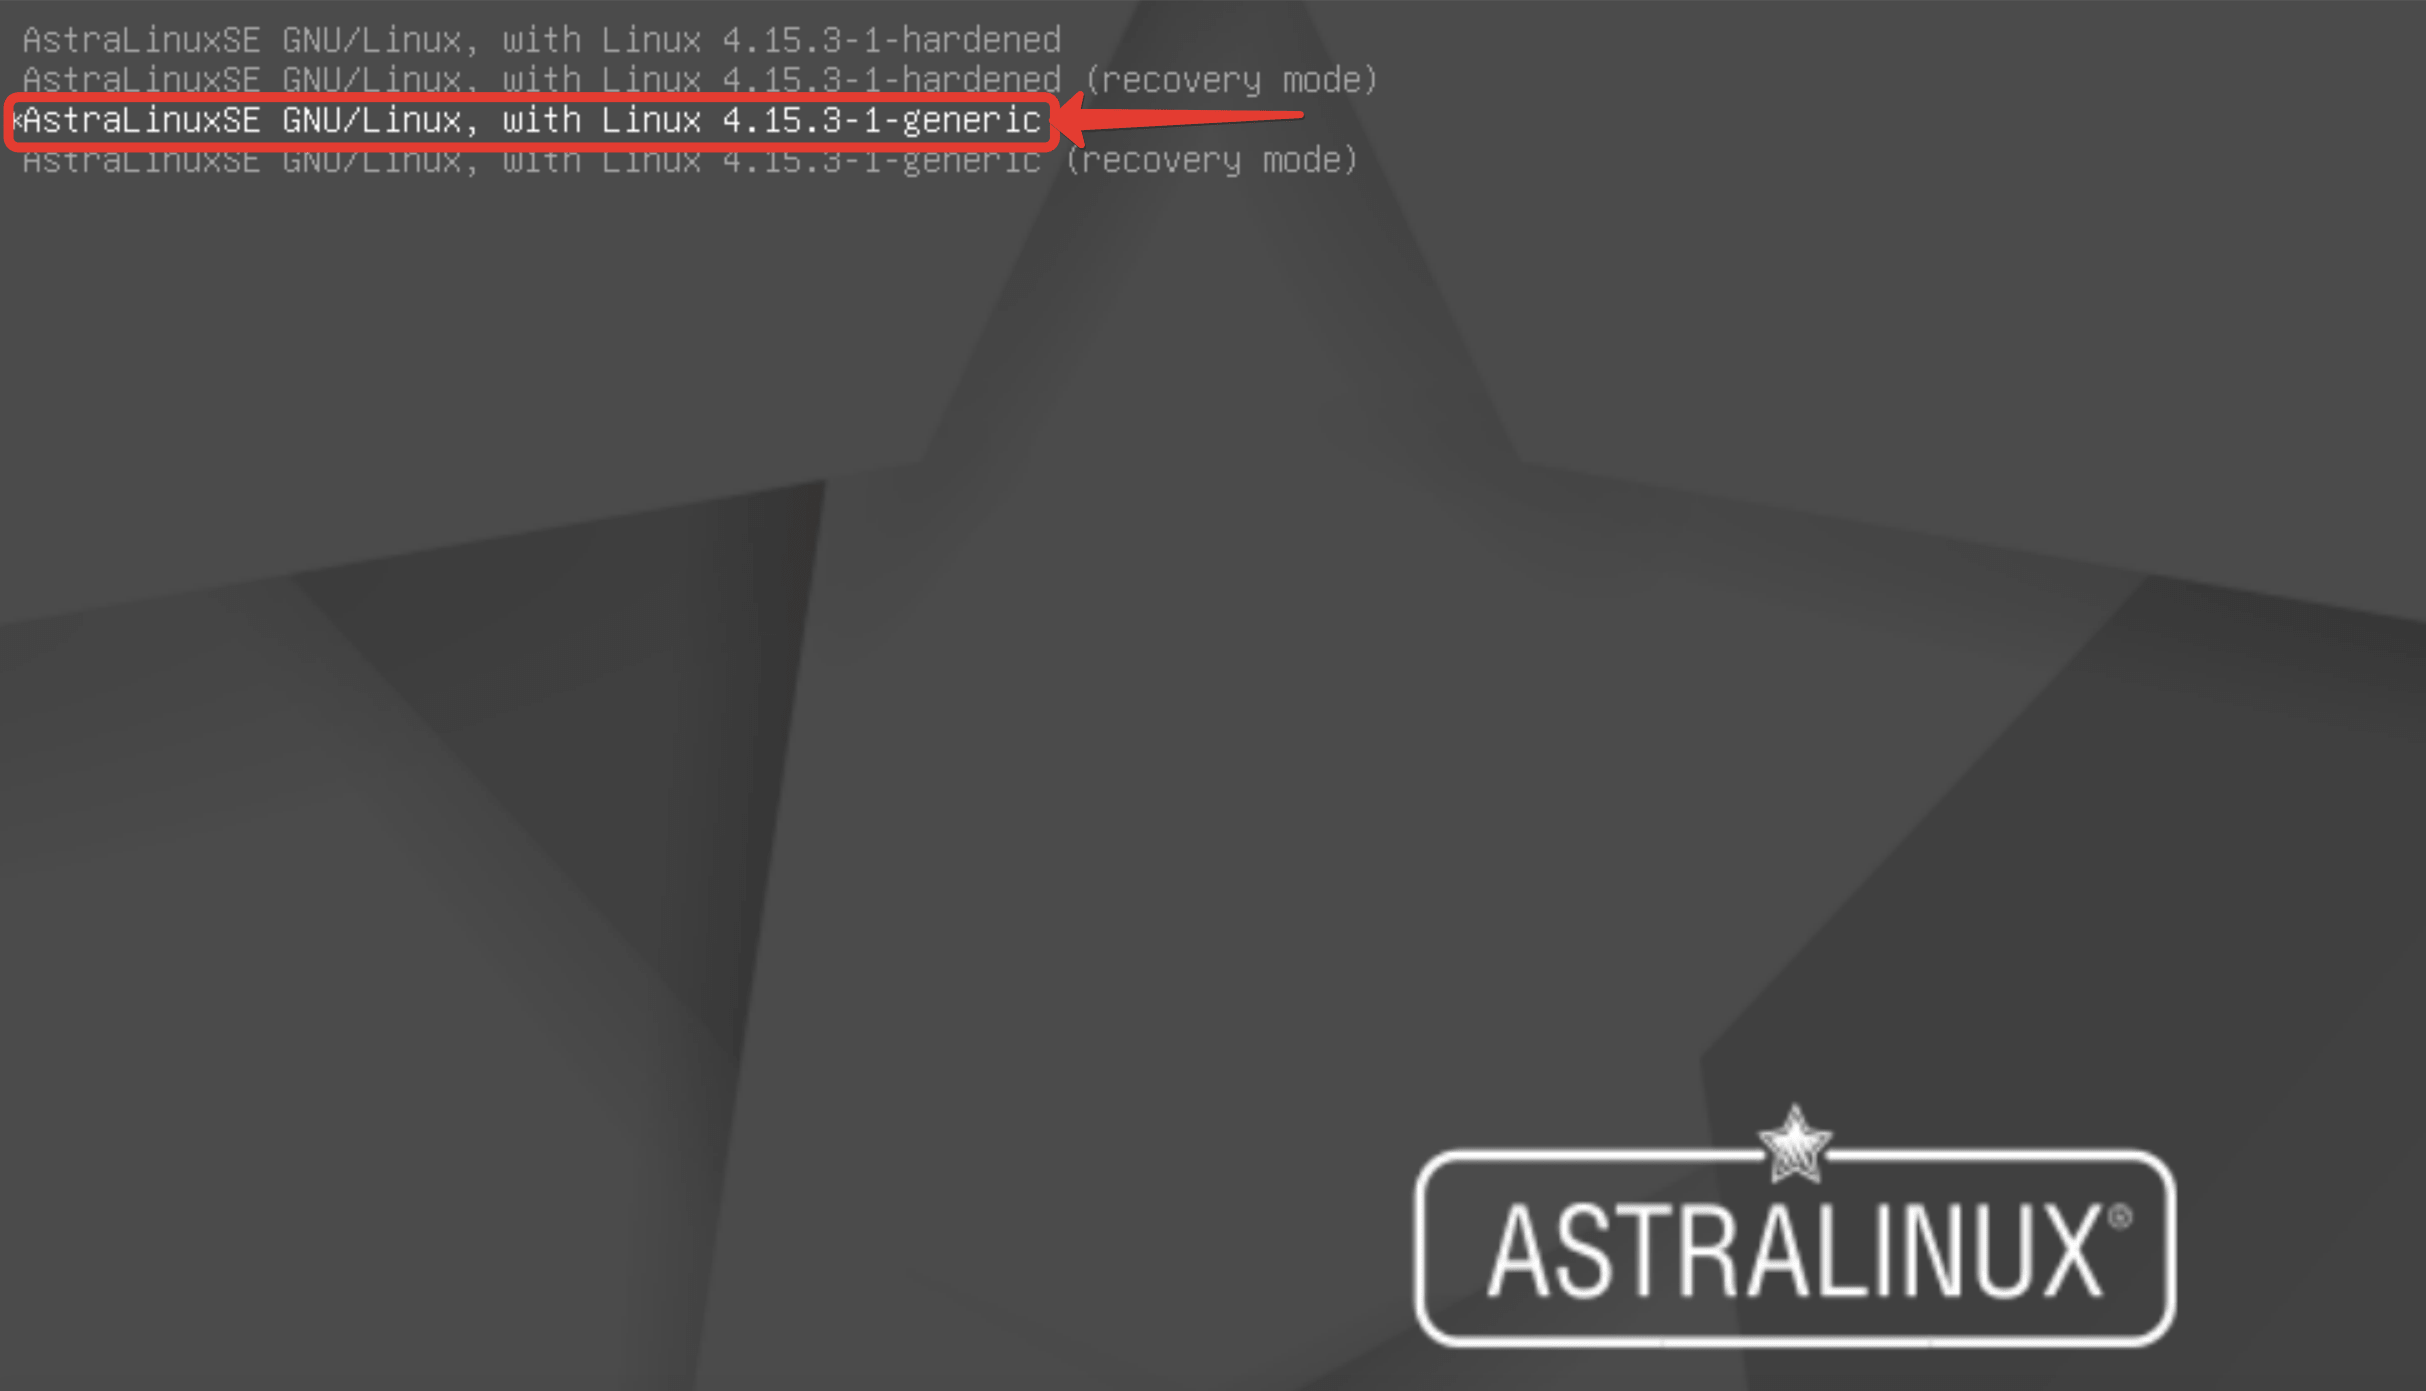 AstraLinuxSE GNU/Linux, with Linux 4.15.3-1-hardened
AstraLinuxSE GNU/Linux, with Linux 4.15.3-1-hardened (recovery mode)
*AstraLinuxSE GNU/Linux, with Linux 4.15.3-1-generic
AstraLinuxSE GNU/Linux, with Linux 4.15.3-1-generic (recovery mode)
ASTRALINUX®